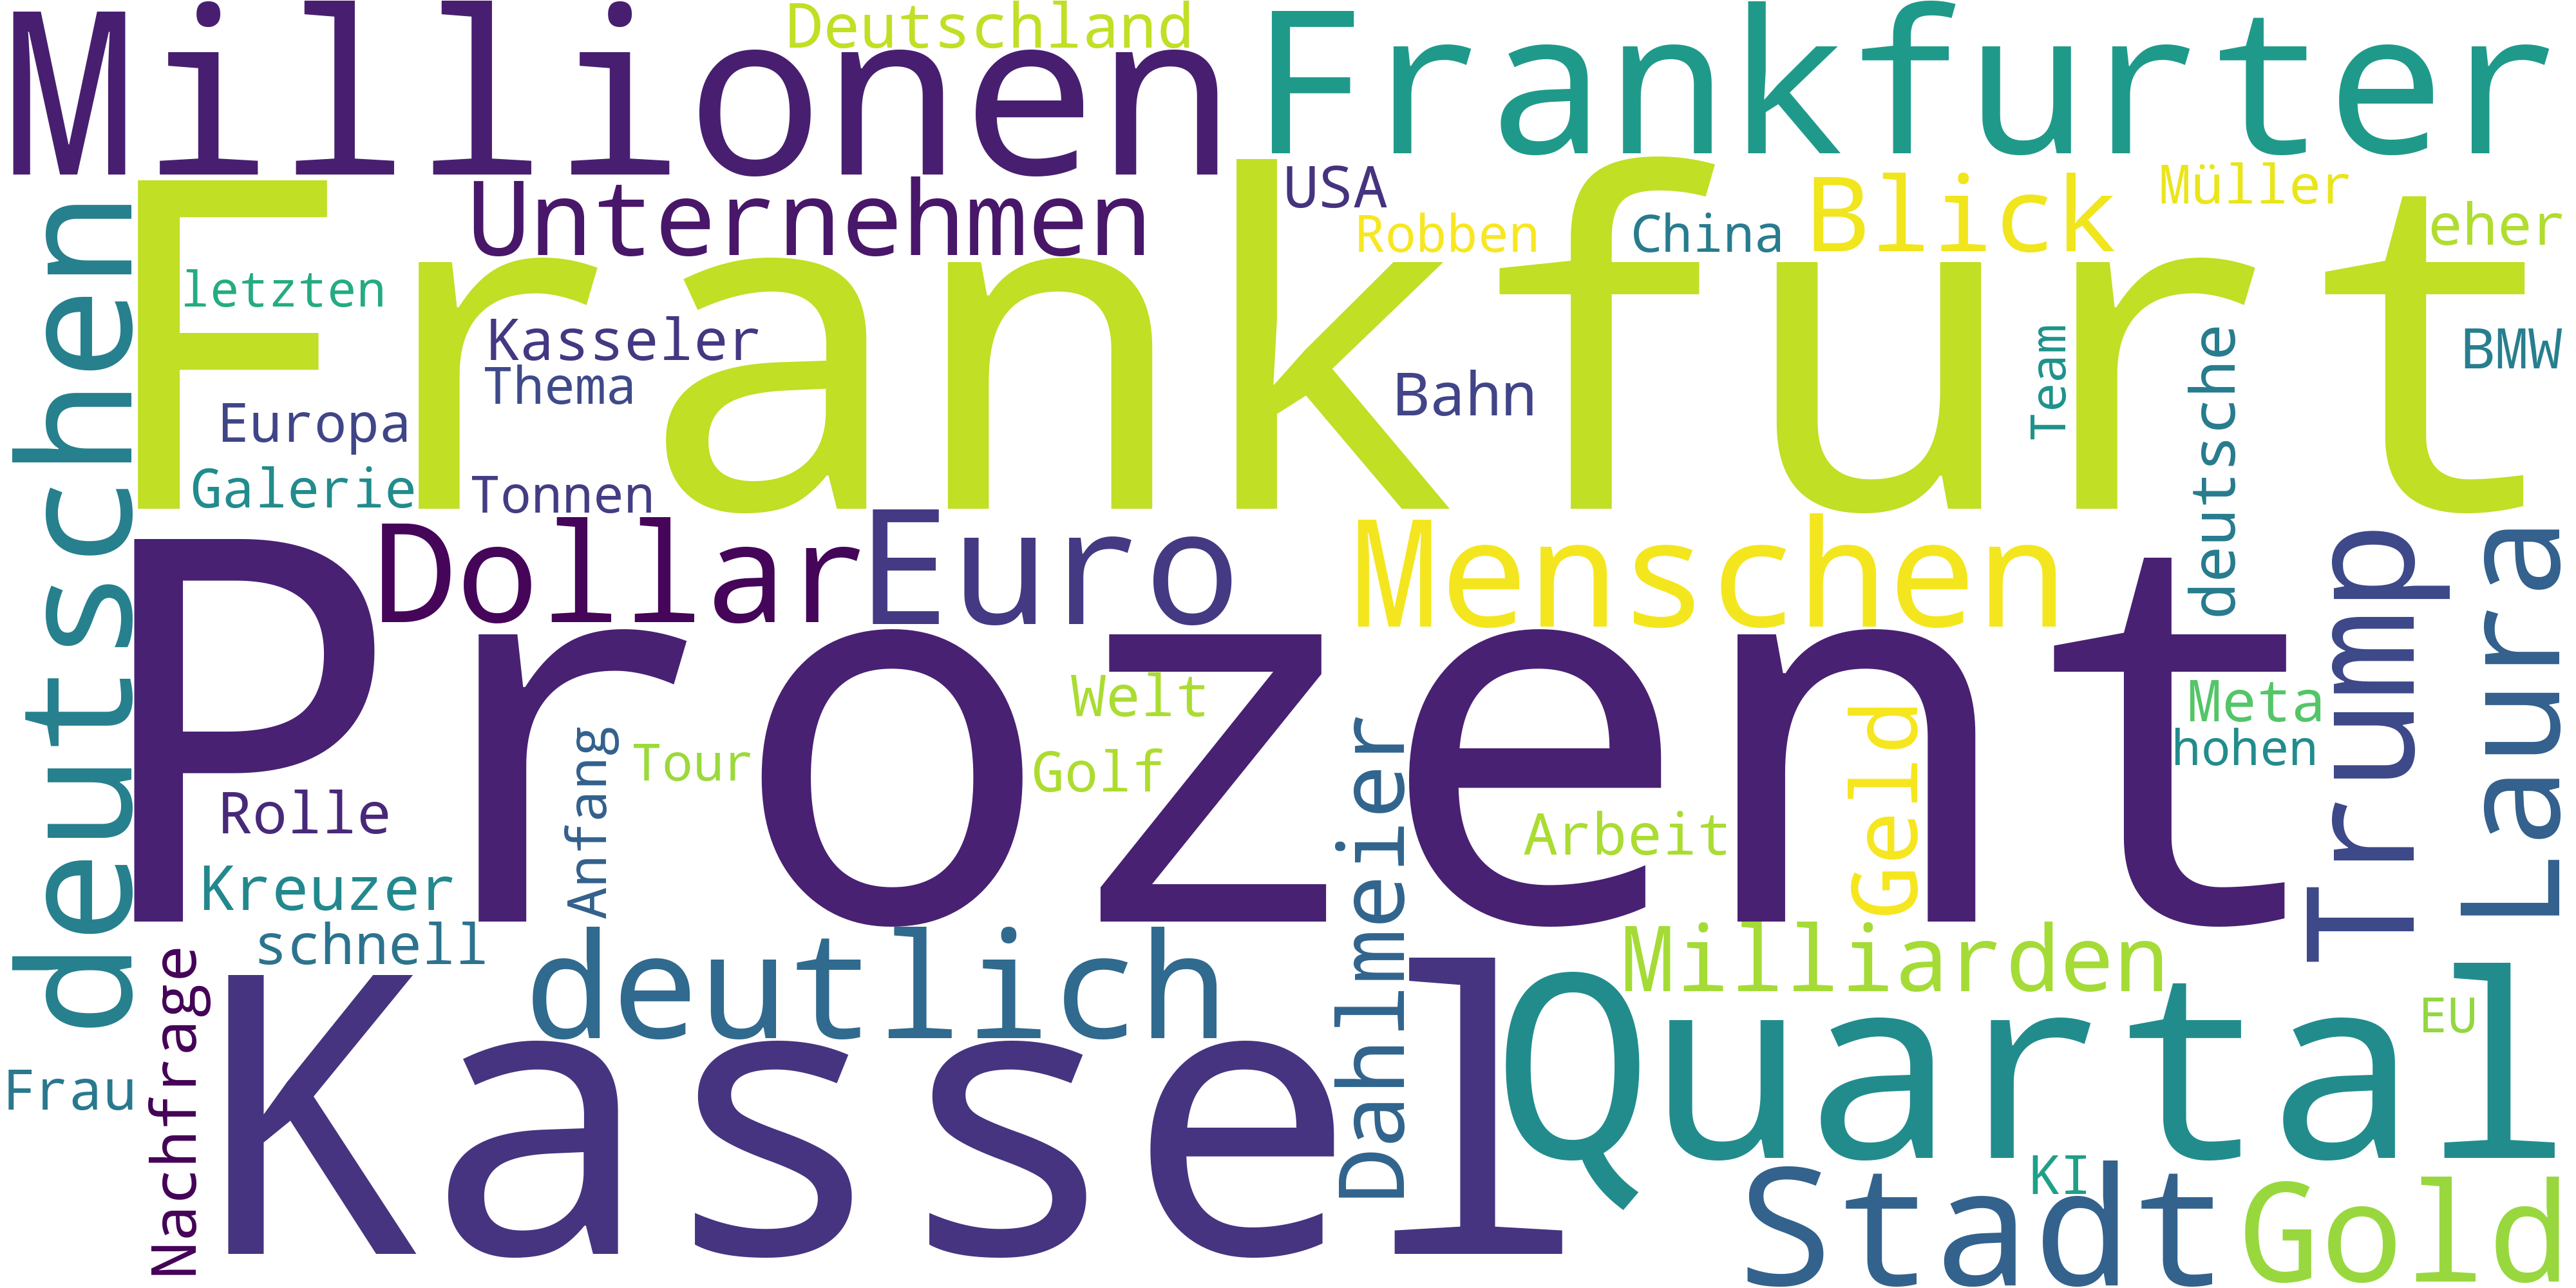 Millionen
Deutschland
Frankfurter
Unternehmen
USA
Robben
China
Blick
Müller
eher
deutschen
Frankfurt
letzten
Kasseler
Thema
Europa
Bahn
Team
deutsche
BMW
Galerie
Tonnen
Dollar
Euro
Menschen
Trump
Laura
Prozent
Welt
Meta
hohen
Anfang
Tour
Golf
Dahlmeier
Geld
Rolle
Arbeit
Kreuzer
schnell
deutlich
Milliarden
Nachfrage
Kassel
Quartal
EU
Frau
Stadt
KI
Gold